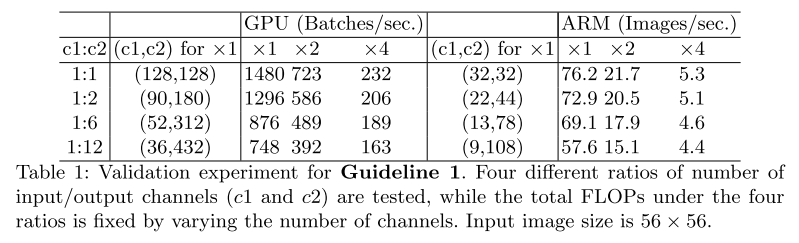 GPU (Batches/sec.) ARM (Images/sec.)
c1:c2 (c1,c2) for ×1 ×1 ×2 ×4 (c1,c2) for ×1 ×1 ×2 ×4
1:1 (128,128) 1480 723 232 (32,32) 76.2 21.7 5.3
1:2 (90,180) 1296 586 206 (22,44) 72.9 20.5 5.1
1:6 (52,312) 876 489 189 (13,78) 69.1 17.9 4.6
1:12 (36,432) 748 392 163 (9,108) 57.6 15.1 4.4
Table 1: Validation experiment for Guideline 1. Four different ratios of number of
input/output channels (c1 and c2) are tested, while the total FLOPs under the four
ratios is fixed by varying the number of channels. Input image size is 56 × 56.